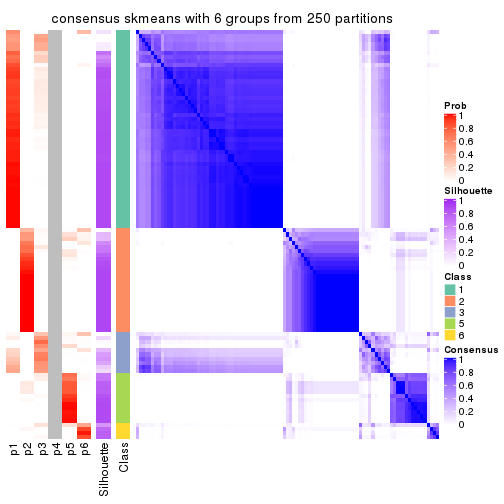 consensus skmeans with 6 groups from 250 partitions
Prob
1
0.8
0.6
0.4
0.2
0
Silhouette
1
0.8
0.6
0.4
0.2
0
Class
1
2
3
5
6
Consensus
1
0.8
0.6
0.4
0.2
0
p1
p2
p3
p4
p5
p6
Silhouette
Class